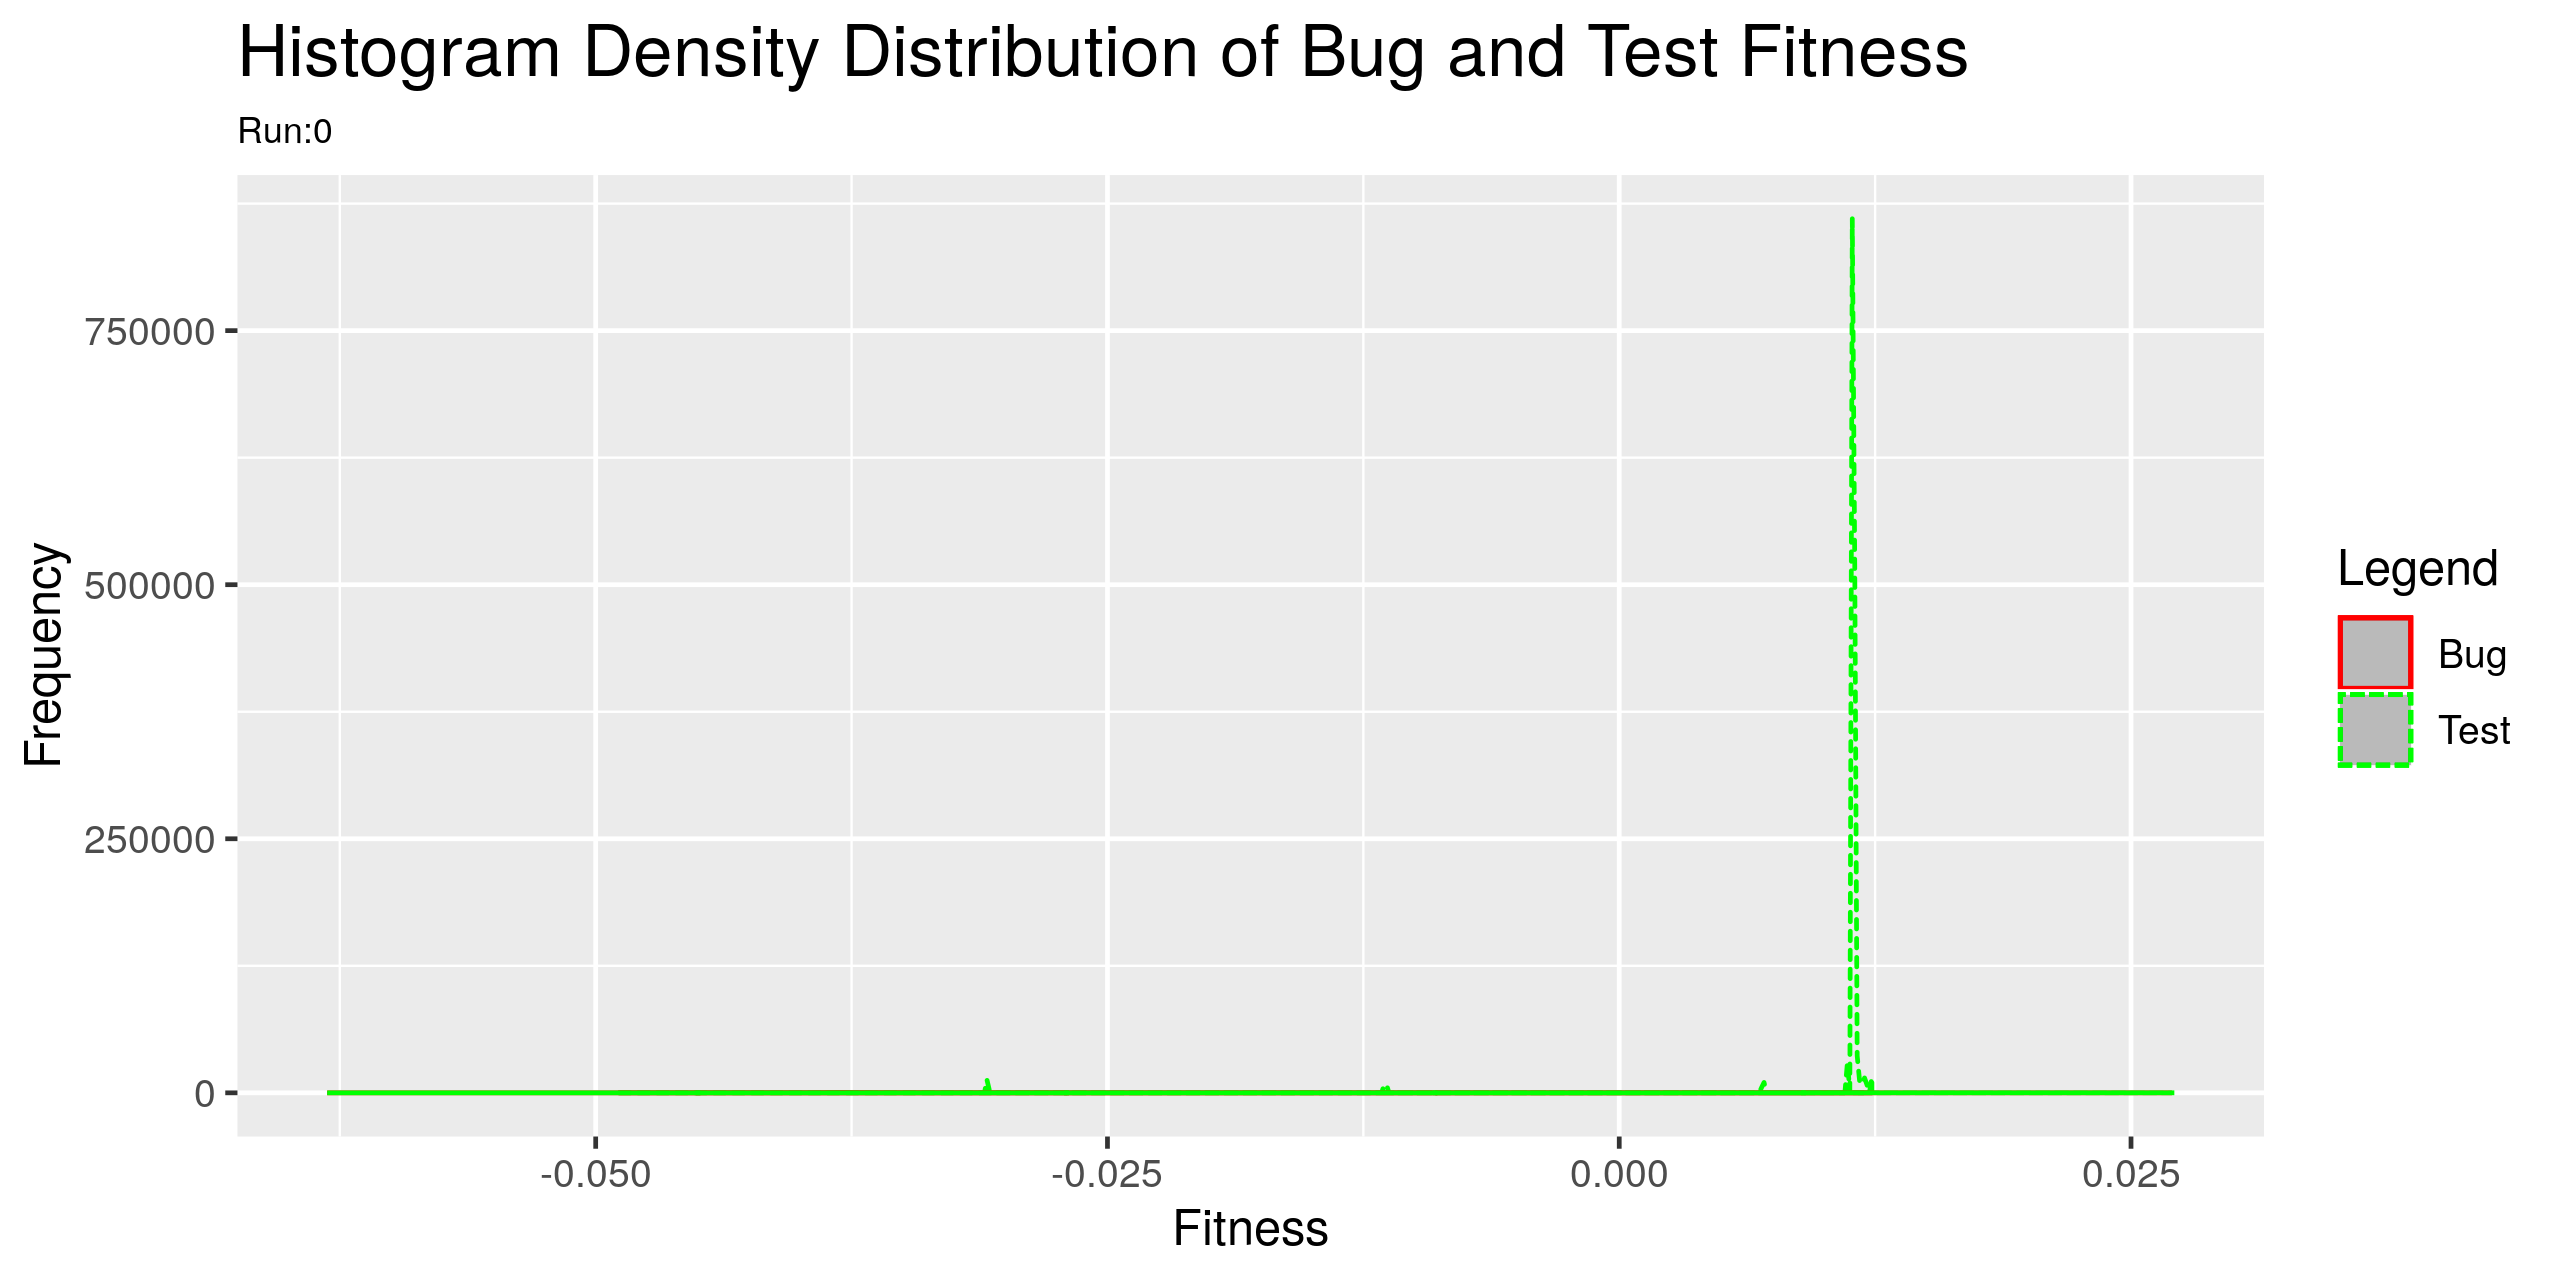 Histogram Density Distribution of Bug and Test Fitness
Run:0
Frequency
750000
500000
250000
0
-0.050
-0.025
0.000
0.025
Fitness
Legend
Bug
Test